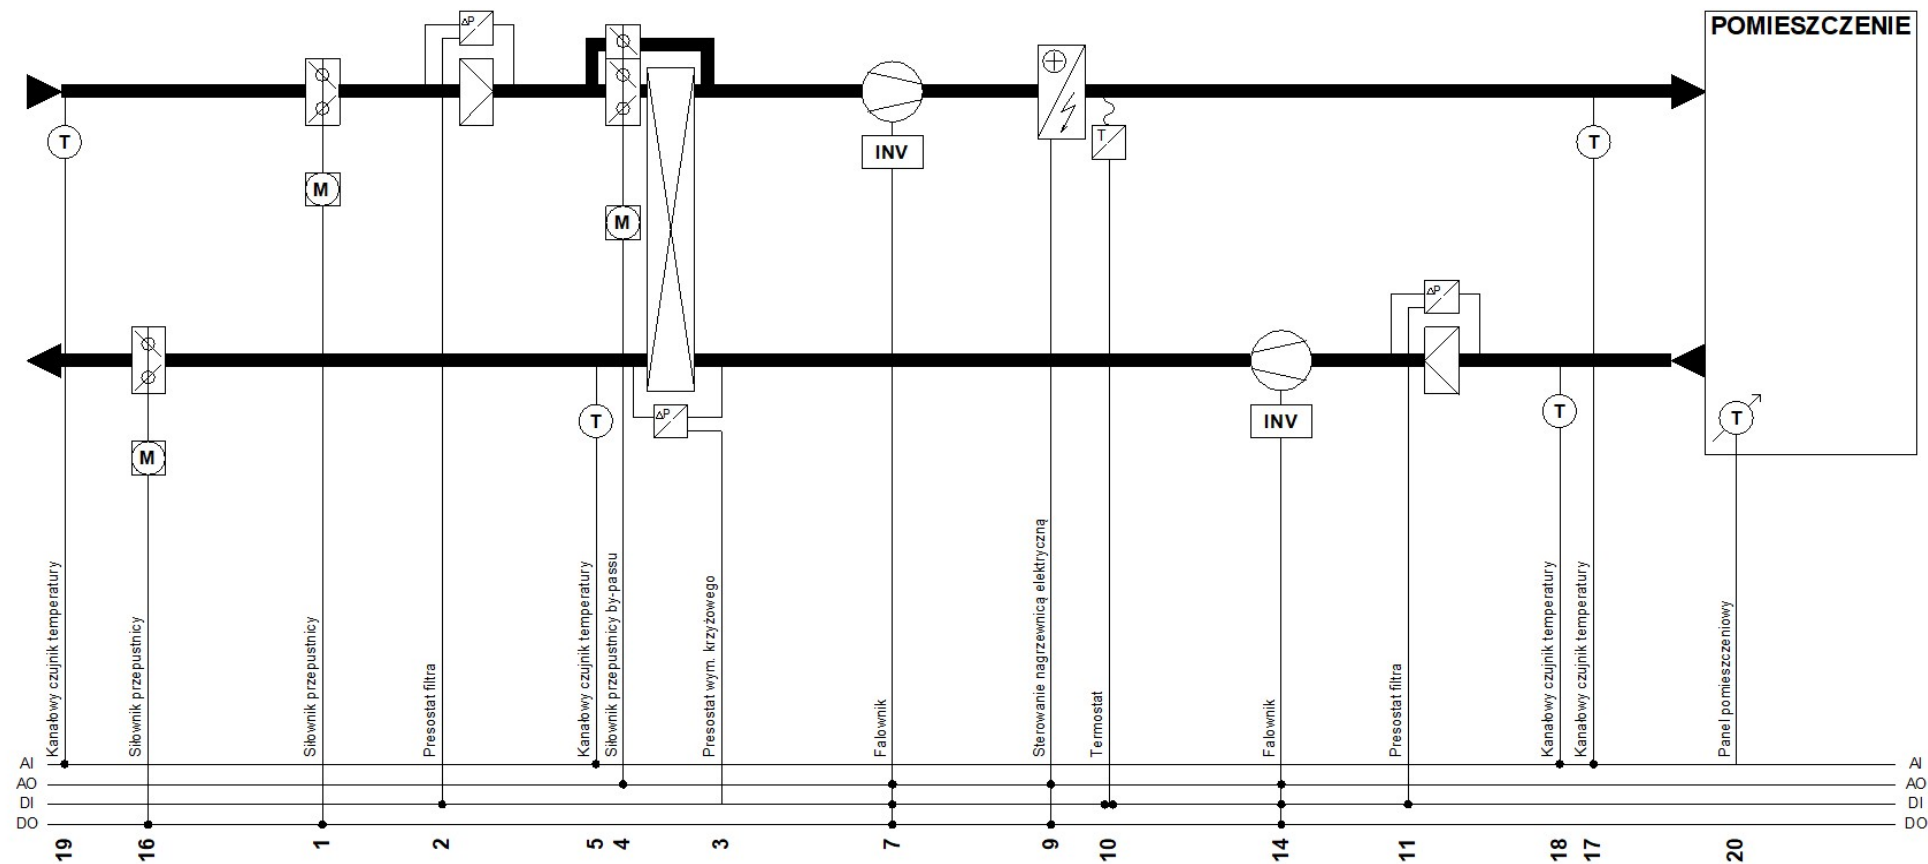 POMIESZCZENIE
ΔP
T
M
M
INV
T
T
ΔP
M
T
ΔP
INV
T
T
Kanałowy czujnik temperatury
Siłownik przepustnicy
Siłownik przepustnicy
Presostat filtra
Kanałowy czujnik temperatury
Siłownik przepustnicy by-passu
Presostat wym. krzyżowego
Falownik
Sterowanie nagrzewnicą elektryczną
Termostat
Falownik
Presostat filtra
Kanałowy czujnik temperatury
Kanałowy czujnik temperatury
Panel pomieszczeniowy
AI AI
AO AO
DI DI
DO DO
19 16 1 2 5 4 3 7 9 10 14 11 18 17 20